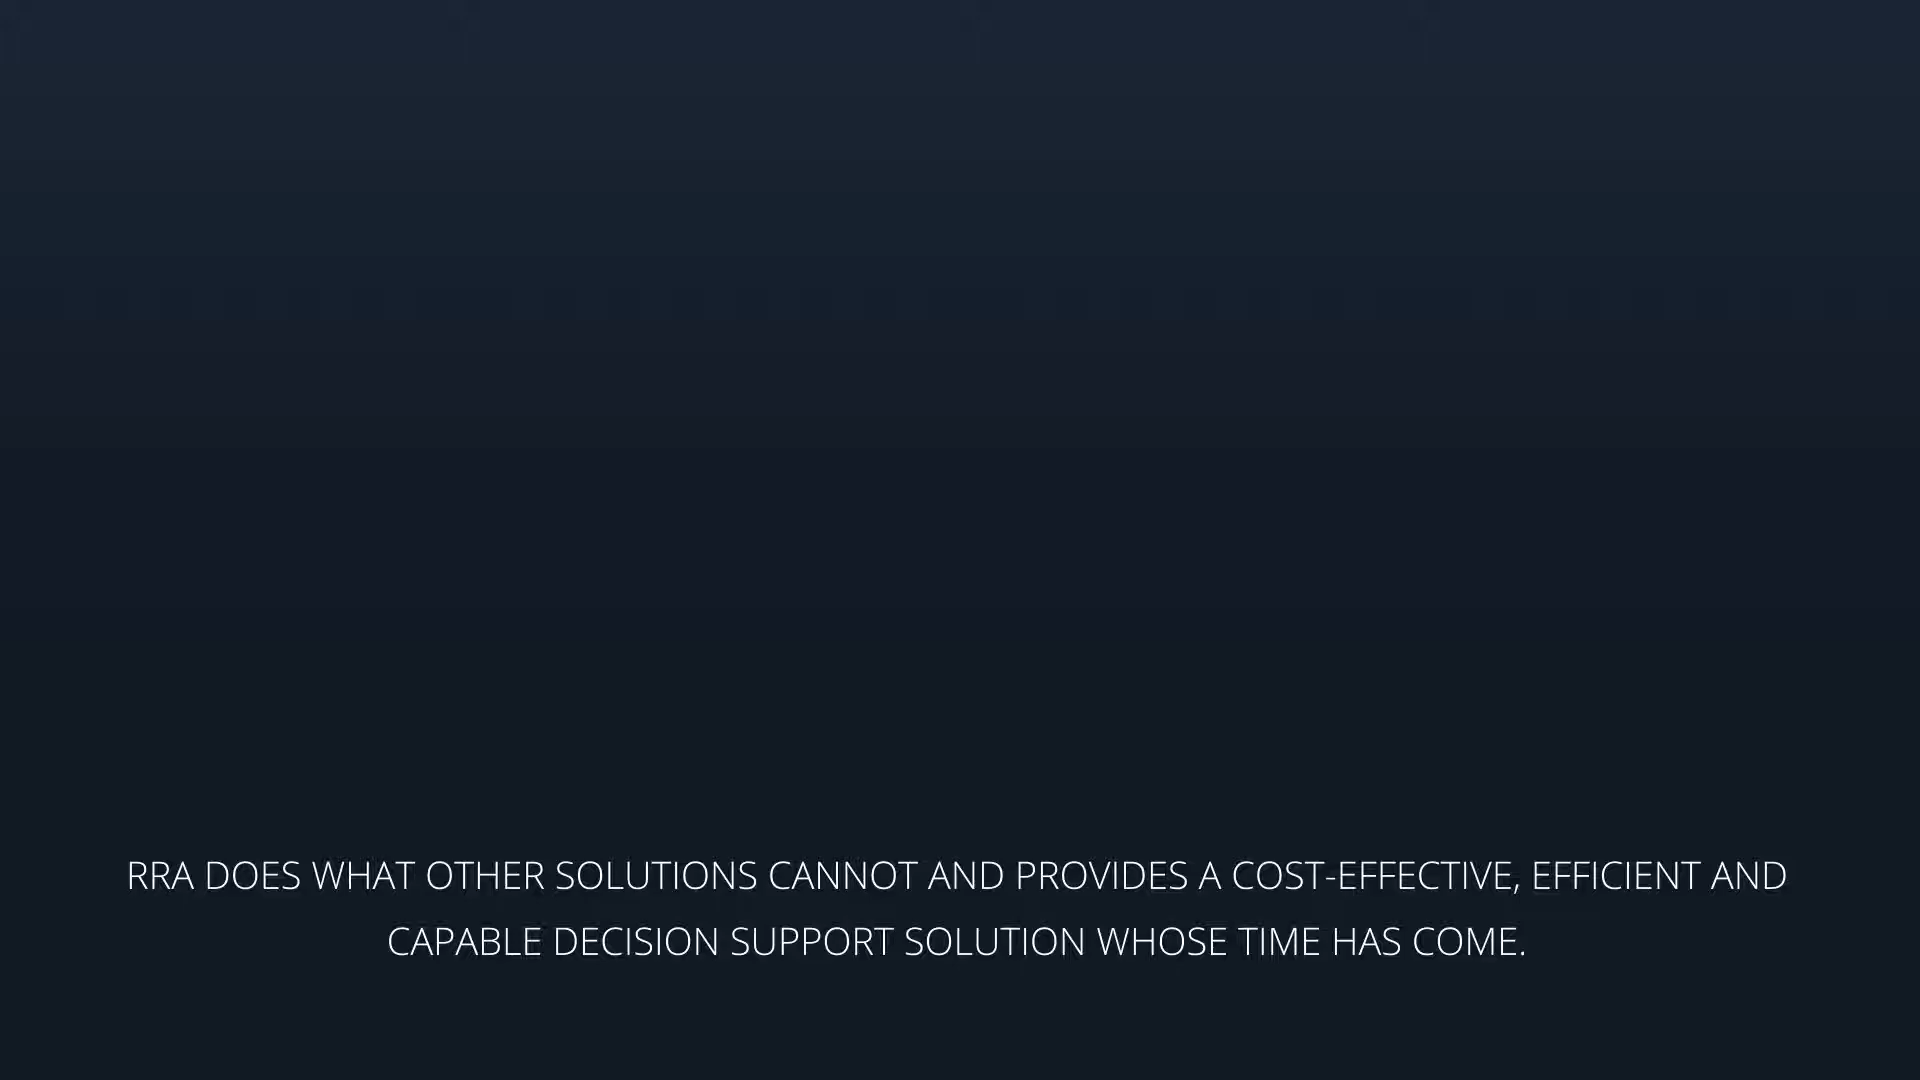 RRA DOES WHAT OTHER SOLUTIONS CANNOT AND PROVIDES A COST-EFFECTIVE, EFFICIENT AND
CAPABLE DECISION SUPPORT SOLUTION WHOSE TIME HAS COME.